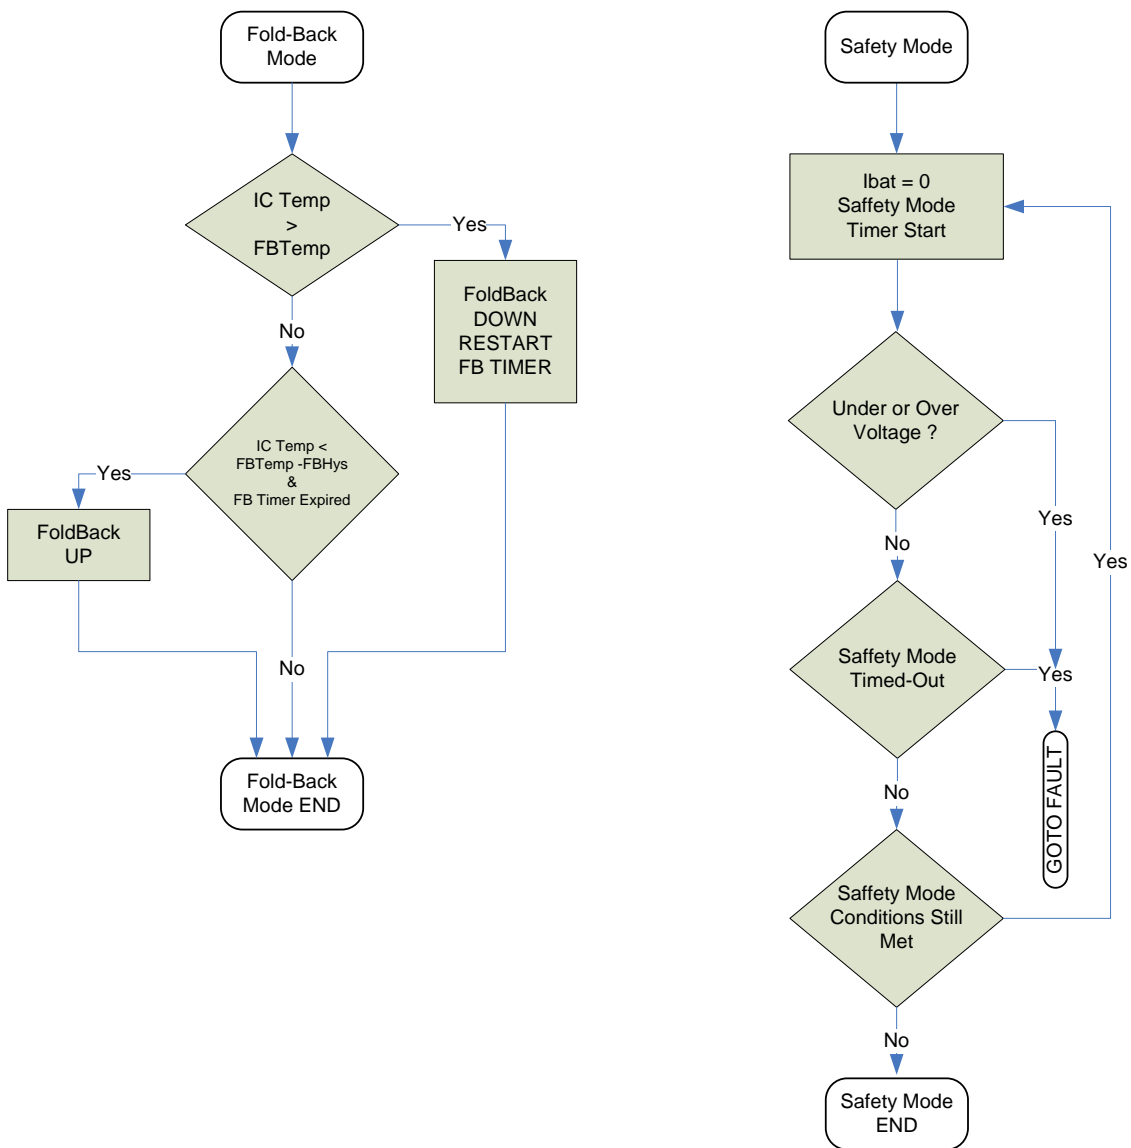 Fold-Back
Mode
IC Temp
>
FBTemp
Yes
FoldBack
DOWN
RESTART
FB TIMER
No
IC Temp <
FBTemp -FBHys
&
FB Timer Expired
Yes
FoldBack
UP
No
Fold-Back
Mode END
Safety Mode
Ibat = 0
Saffety Mode
Timer Start
Under or Over
Voltage ?
Yes
No
Yes
Saffety Mode
Timed-Out
Yes
GOTO FAULT
No
Saffety Mode
Conditions Still
Met
No
Safety Mode
END